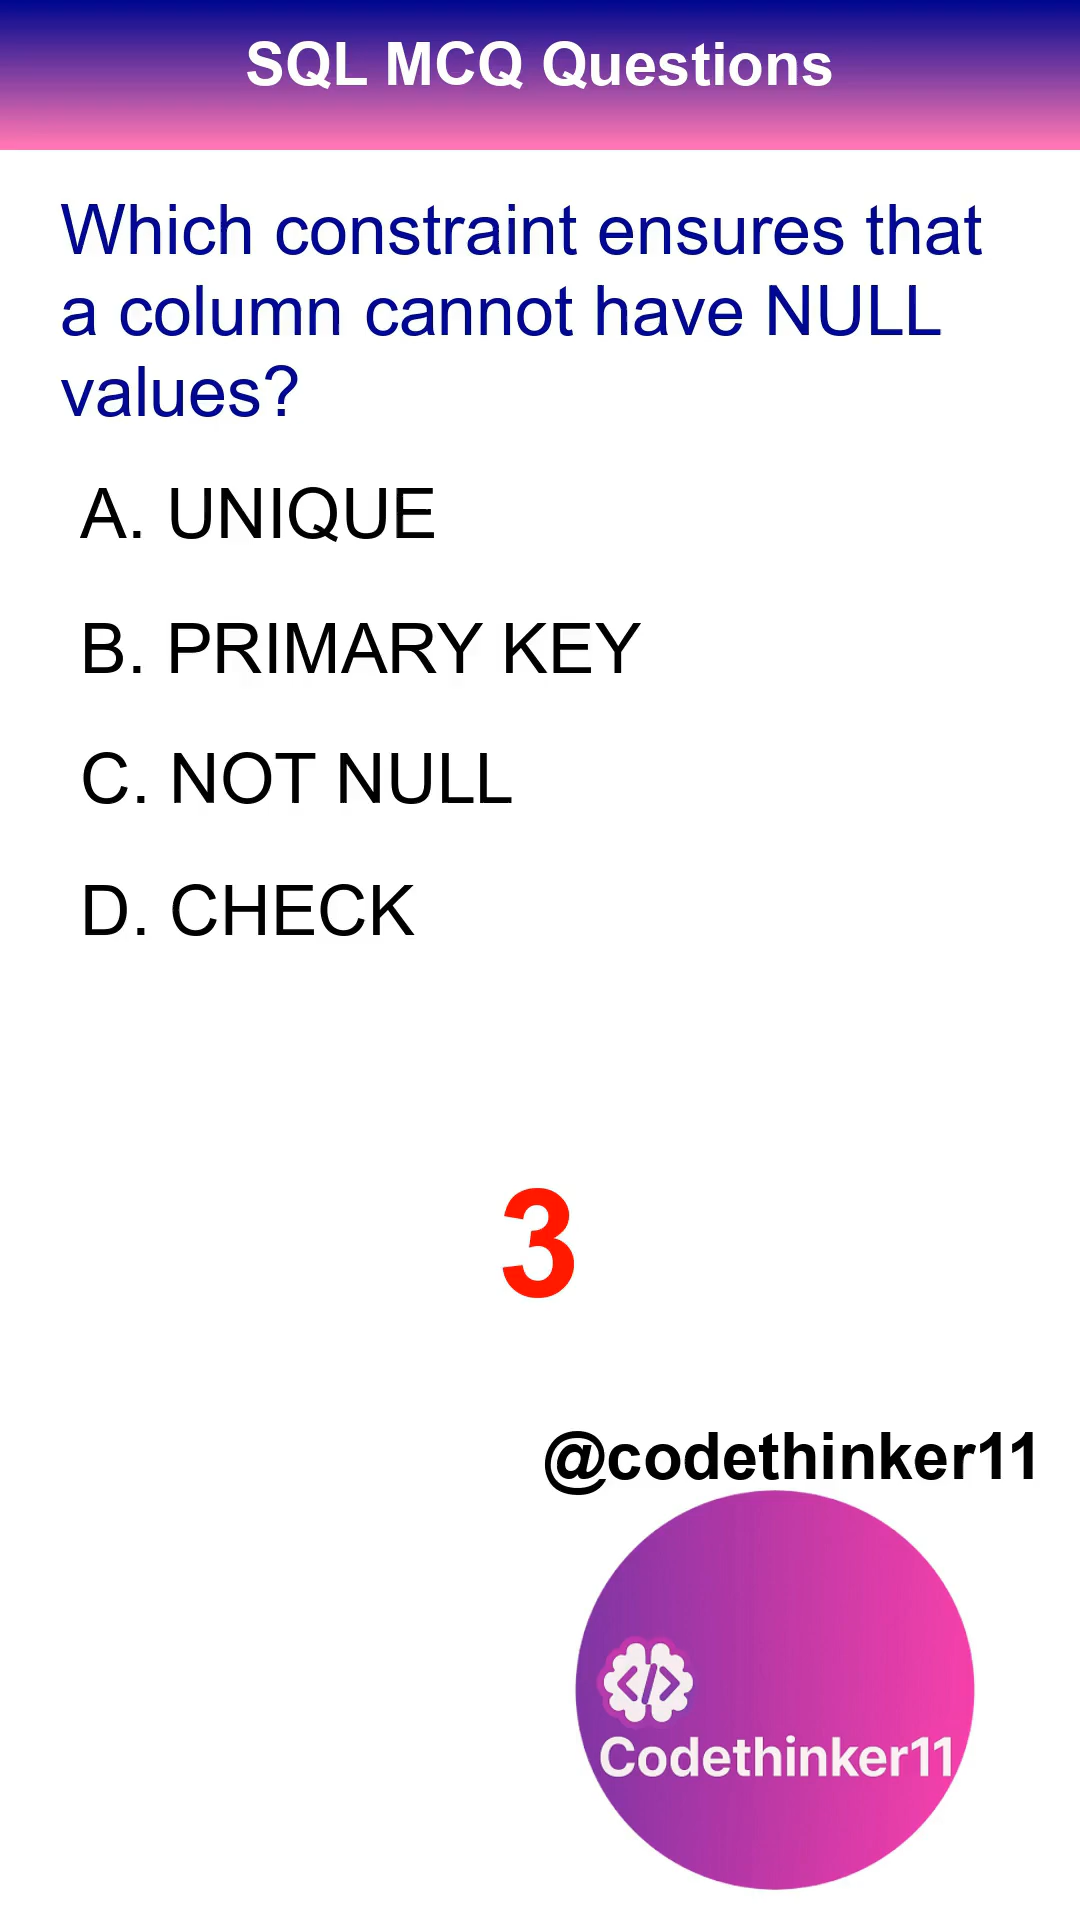 SQL MCQ Questions
Which constraint ensures that
a column cannot have NULL
values?
A. UNIQUE
B. PRIMARY KEY
C. NOT NULL
D. CHECK
3
@codethinker11
</>
Codethinker11